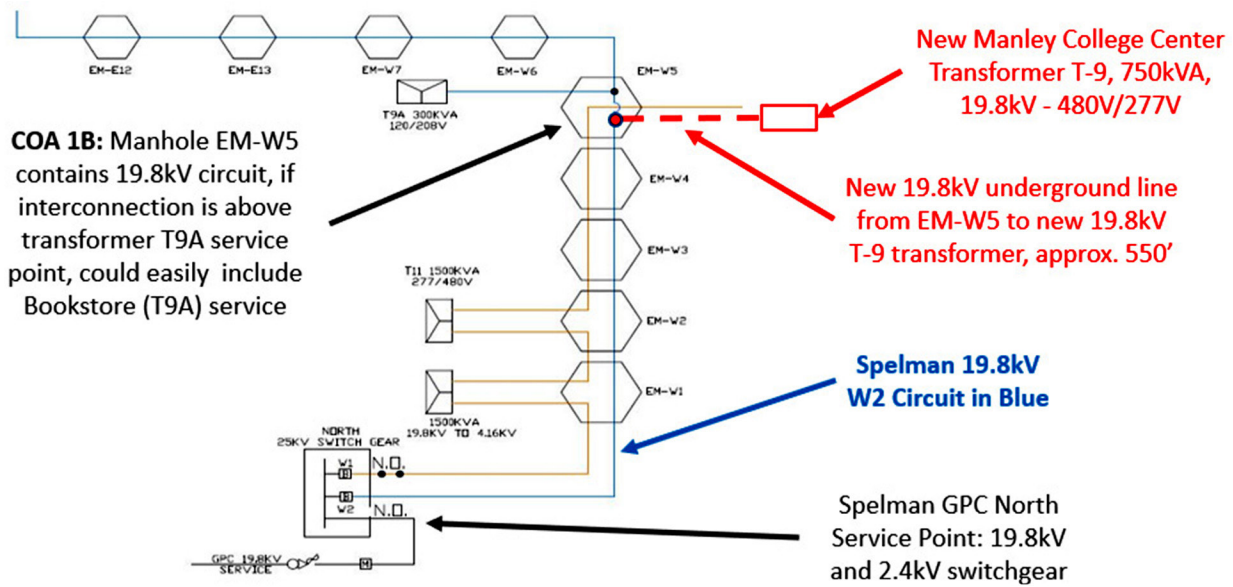 EM-E12
EM-E13
EM-W7
EM-W6
EM-W5
T9A 300KVA
120/208V
New Manley College Center
Transformer T-9, 750kVA,
19.8kV - 480V/277V
COA 1B: Manhole EM-W5
contains 19.8kV circuit, if
interconnection is above
transformer T9A service
point, could easily include
Bookstore (T9A) service
EM-W4
New 19.8kV underground line
from EM-W5 to new 19.8kV
T-9 transformer, approx. 550’
EM-W3
T11 1500KVA
277/480V
EM-W2
EM-W1
Spelman 19.8kV
W2 Circuit in Blue
1500KVA
19.8KV TO 4.16KV
NORTH
25KV SWITCH GEAR
W1
N.O.
W2
N.O.
GPC 19.8KV
SERVICE
M
Spelman GPC North
Service Point: 19.8kV
and 2.4kV switchgear